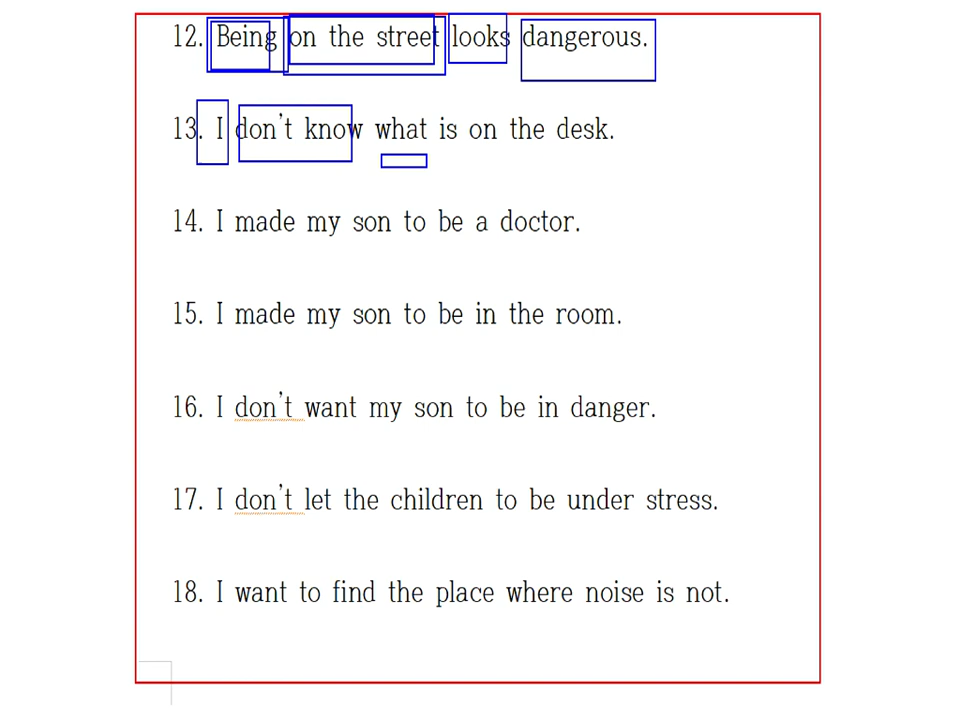 12. Being on the street looks dangerous.
13. I don't know what is on the desk.
14. I made my son to be a doctor.
15. I made my son to be in the room.
16. I don't want my son to be in danger.
17. I don't let the children to be under stress.
18. I want to find the place where noise is not.